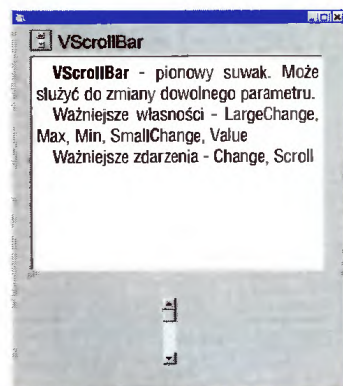 VScrollBar
VScrollBar - pionowy suwak. Może
służyć do zmiany dowolnego parametru.
Ważniejsze własności - LargeChange,
Max, Min, SmallChange, Value
Ważniejsze zdarzenia - Change, Scroll